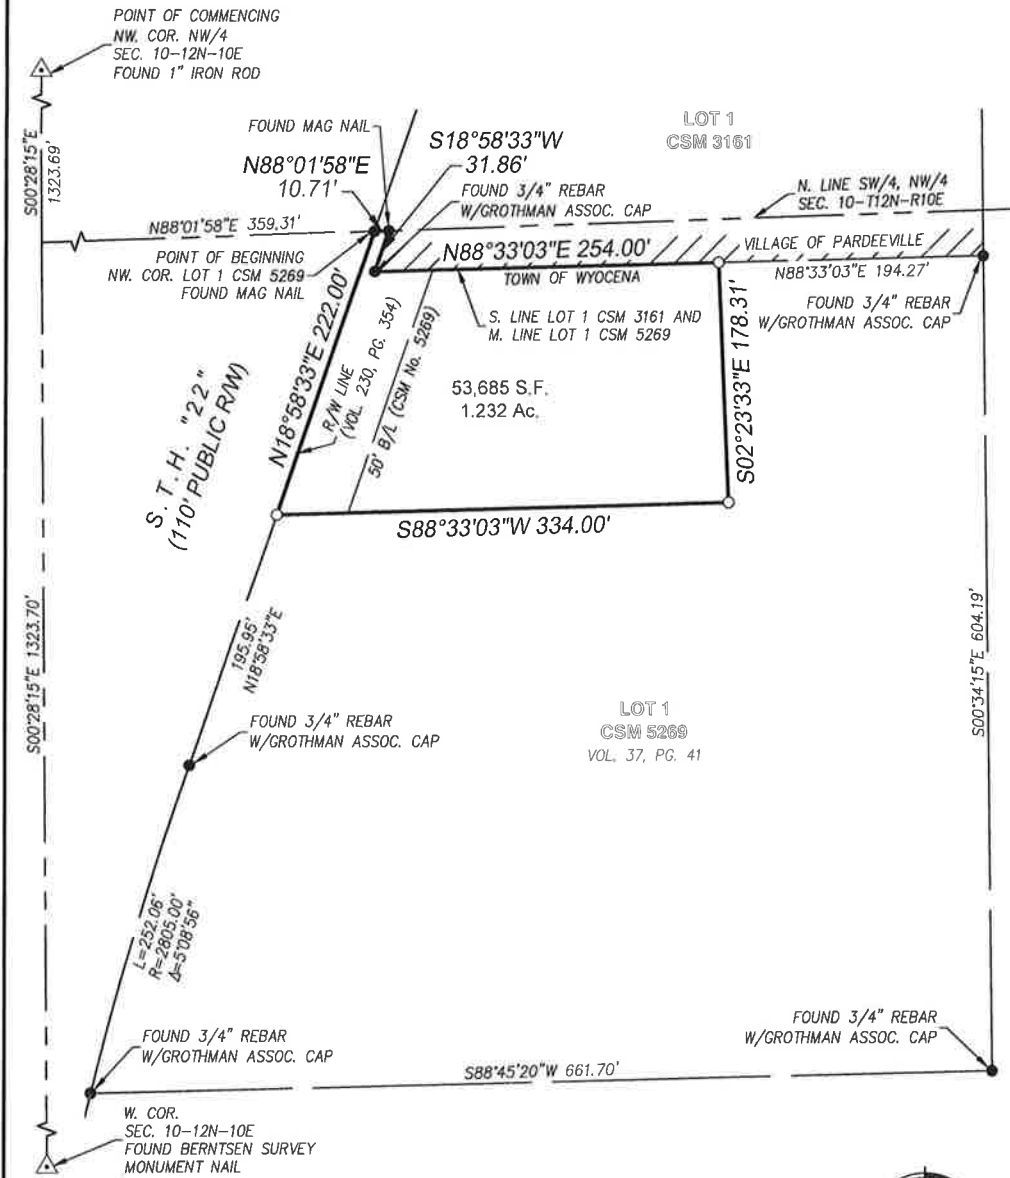 POINT OF COMMENCING
NW. COR. NW/4
SEC. 10-12N-10E
FOUND 1" IRON ROD
S00°28'15"E
1323.69'
FOUND MAG NAIL
S18°58'33"W
31.86'
LOT 1
CSM 3161
N88°01'58"E
10.71'
FOUND 3/4" REBAR
W/GROTHMAN ASSOC. CAP
N. LINE SW/4, NW/4
SEC. 10-T12N-R10E
N88°01'58"E 359.31'
POINT OF BEGINNING
NW. COR. LOT 1 CSM 5269
FOUND MAG NAIL
N88°33'03"E 254.00'
VILLAGE OF PARDEEVILLE
TOWN OF WYOCENA
N88°33'03"E 194.27'
FOUND 3/4" REBAR
W/GROTHMAN ASSOC. CAP
S. LINE LOT 1 CSM 3161 AND
M. LINE LOT 1 CSM 5269
N18°58'33"E 222.00'
R/W LINE
(VOL. 230, PG. 354)
50' B/L (CSM No. 5269)
53,685 S.F.
1.232 Ac.
S02°23'33"E 178.31'
S. T. H. "22"
(110' PUBLIC R/W)
S88°33'03"W 334.00'
S00°28'15"E 1323.70'
195.95'
N18°58'33"E
S00°34'15"E 604.19'
FOUND 3/4" REBAR
W/GROTHMAN ASSOC. CAP
LOT 1
CSM 5269
VOL. 37, PG. 41
L=252.06'
R=2805.00'
Δ=5°08'56"
FOUND 3/4" REBAR
W/GROTHMAN ASSOC. CAP
FOUND 3/4" REBAR
W/GROTHMAN ASSOC. CAP
S88°45'20"W 661.70'
W. COR.
SEC. 10-12N-10E
FOUND BERNTSEN SURVEY
MONUMENT NAIL